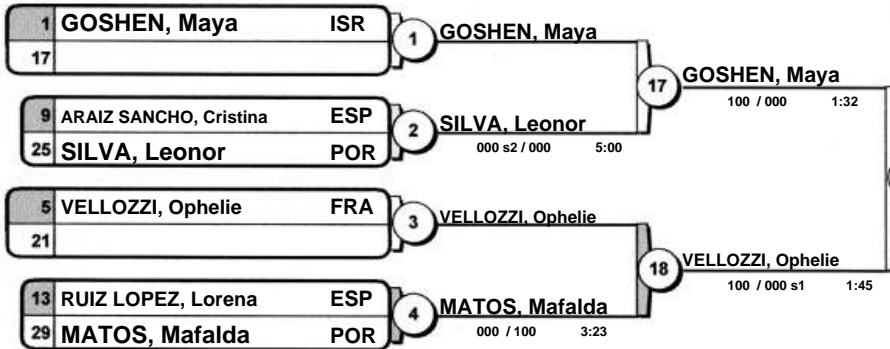 1 GOSHEN, Maya ISR
17
1
GOSHEN, Maya
9 ARAIZ SANCHO, Cristina ESP
25 SILVA, Leonor POR
2
SILVA, Leonor
000 s2 / 000 5:00
17
GOSHEN, Maya
100 / 000 1:32
5 VELLOZZI, Ophelie FRA
21
3
VELLOZZI, Ophelie
13 RUIZ LOPEZ, Lorena ESP
29 MATOS, Mafalda POR
4
MATOS, Mafalda
000 / 100 3:23
18
VELLOZZI, Ophelie
100 / 000 s1 1:45